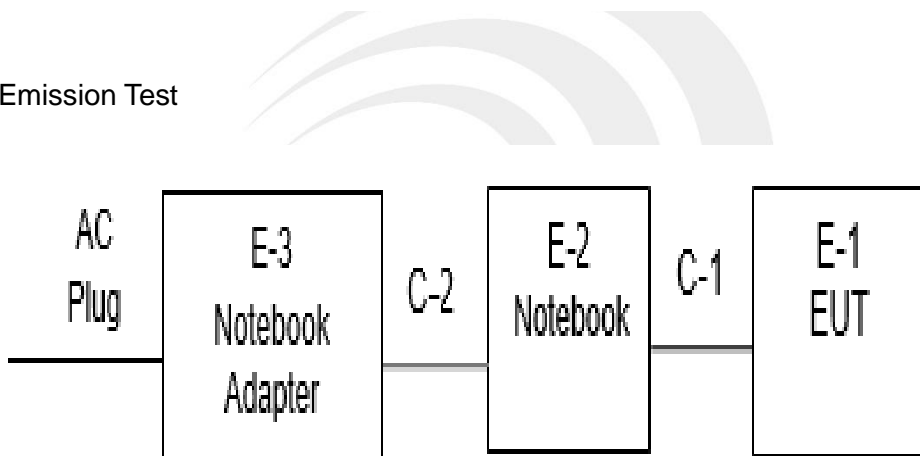 Emission Test
AC
Plug
E-3
Notebook
Adapter
C-2
E-2
Notebook
C-1
E-1
EUT